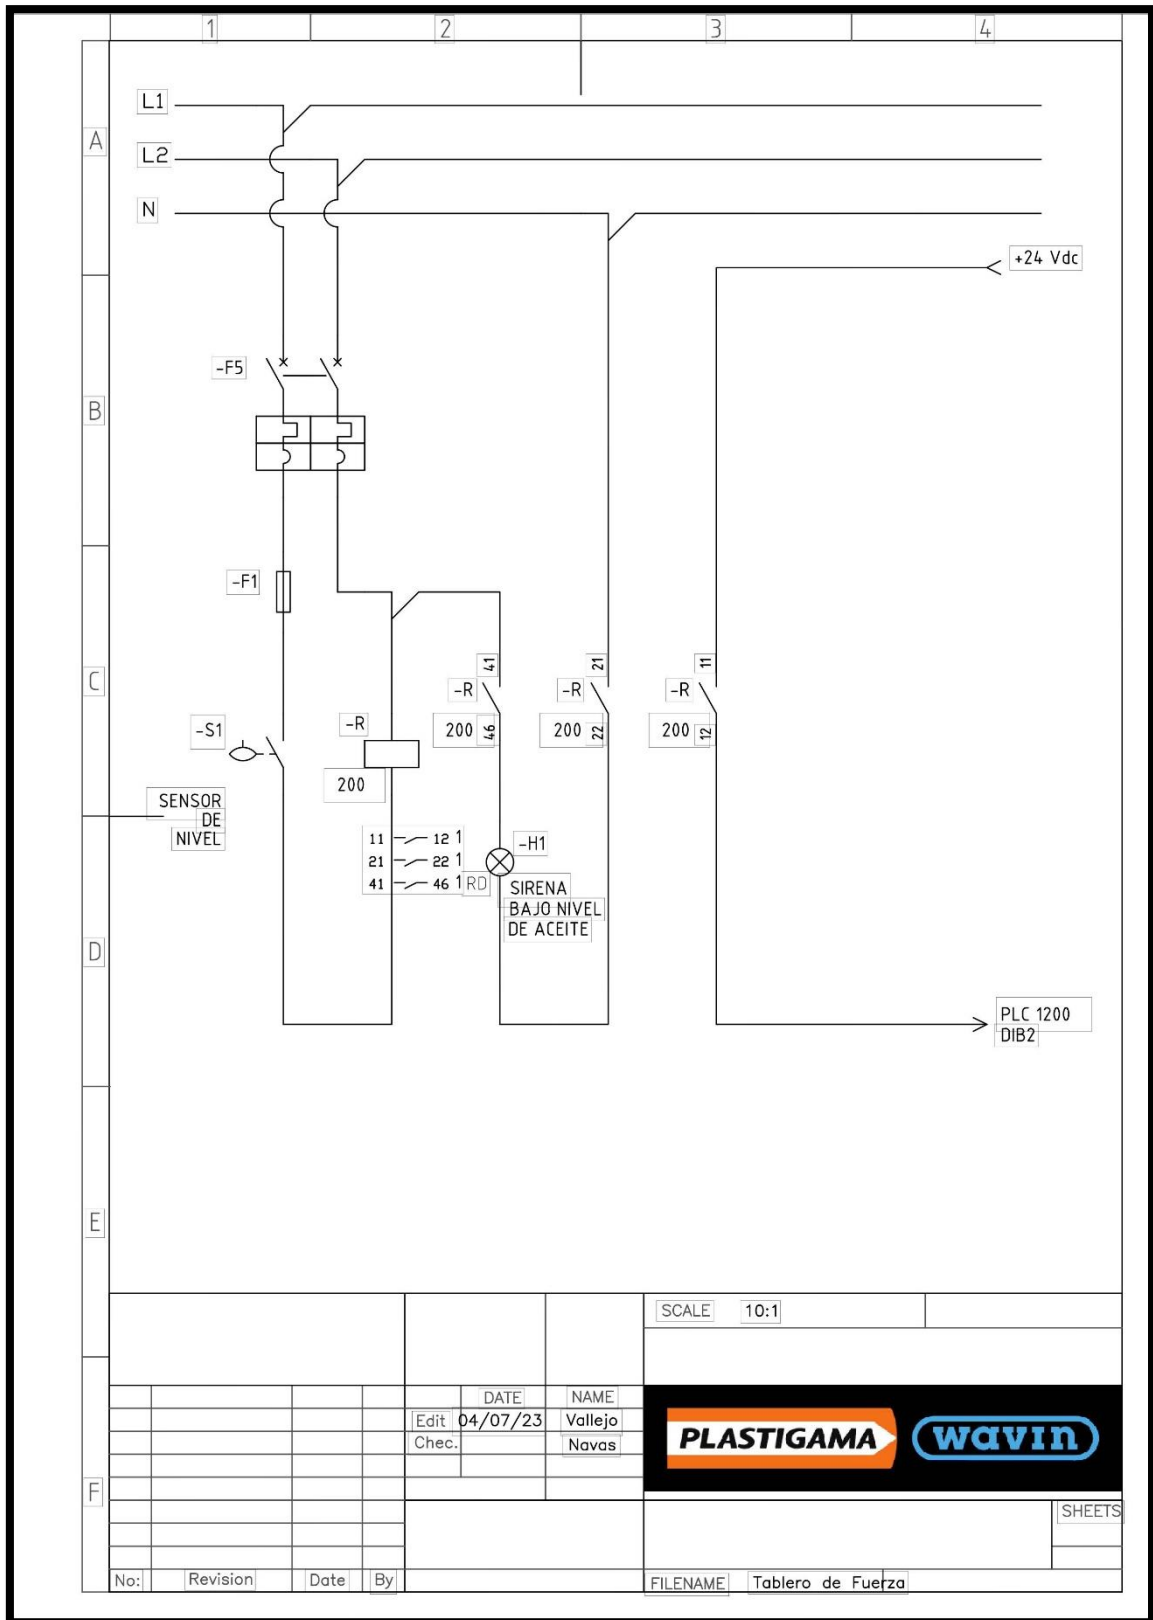 1
2
3
4
A
L1
L2
N
+24 Vdc
-F5
B
-F1
C
41
21
11
-R
-R
-R
-S1
-R
200
46
200
22
200
12
200
SENSOR
DE
NIVEL
11 12 1
21 22 1
41 46 1
RD
-H1
SIRENA
BAJO NIVEL
DE ACEITE
D
PLC 1200
DIB2
E
SCALE 10:1
DATE NAME
Edit 04/07/23 Vallejo
Chec. Navas
PLASTIGAMA
wavin
F
SHEETS
No: Revision Date By
FILENAME Tablero de Fuerza